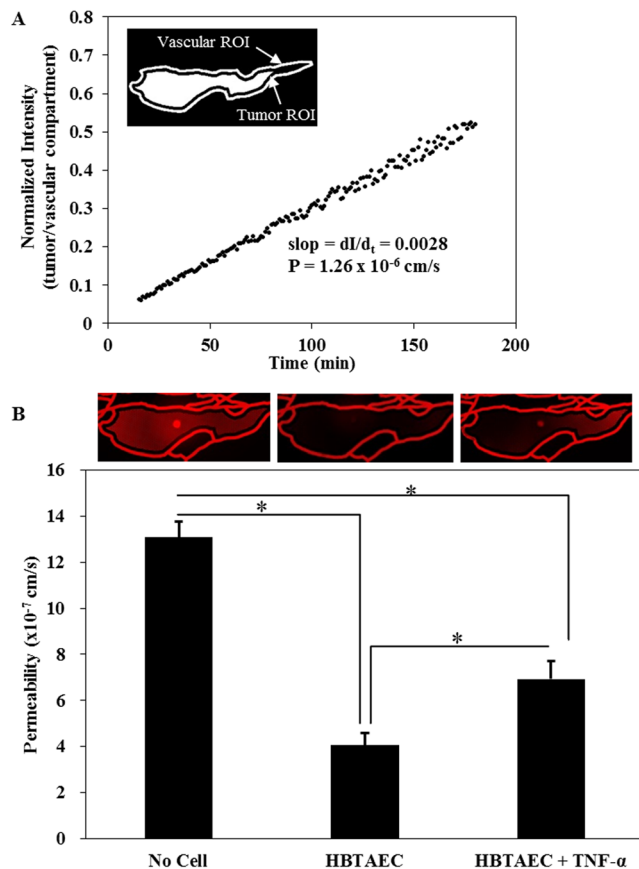 A
Normalized Intensity
(tumor/vascular compartment)
0.8
0.7
0.6
0.5
0.4
0.3
0.2
0.1
0
Vascular ROI
Tumor ROI
slop = dI/dt = 0.0028
P = 1.26 x 10-6 cm/s
0
50
100
150
200
Time (min)
B
Permeability (x10-7 cm/s)
16
14
12
10
8
6
4
2
0
*
*
*
No Cell
HBTAEC
HBTAEC + TNF-α